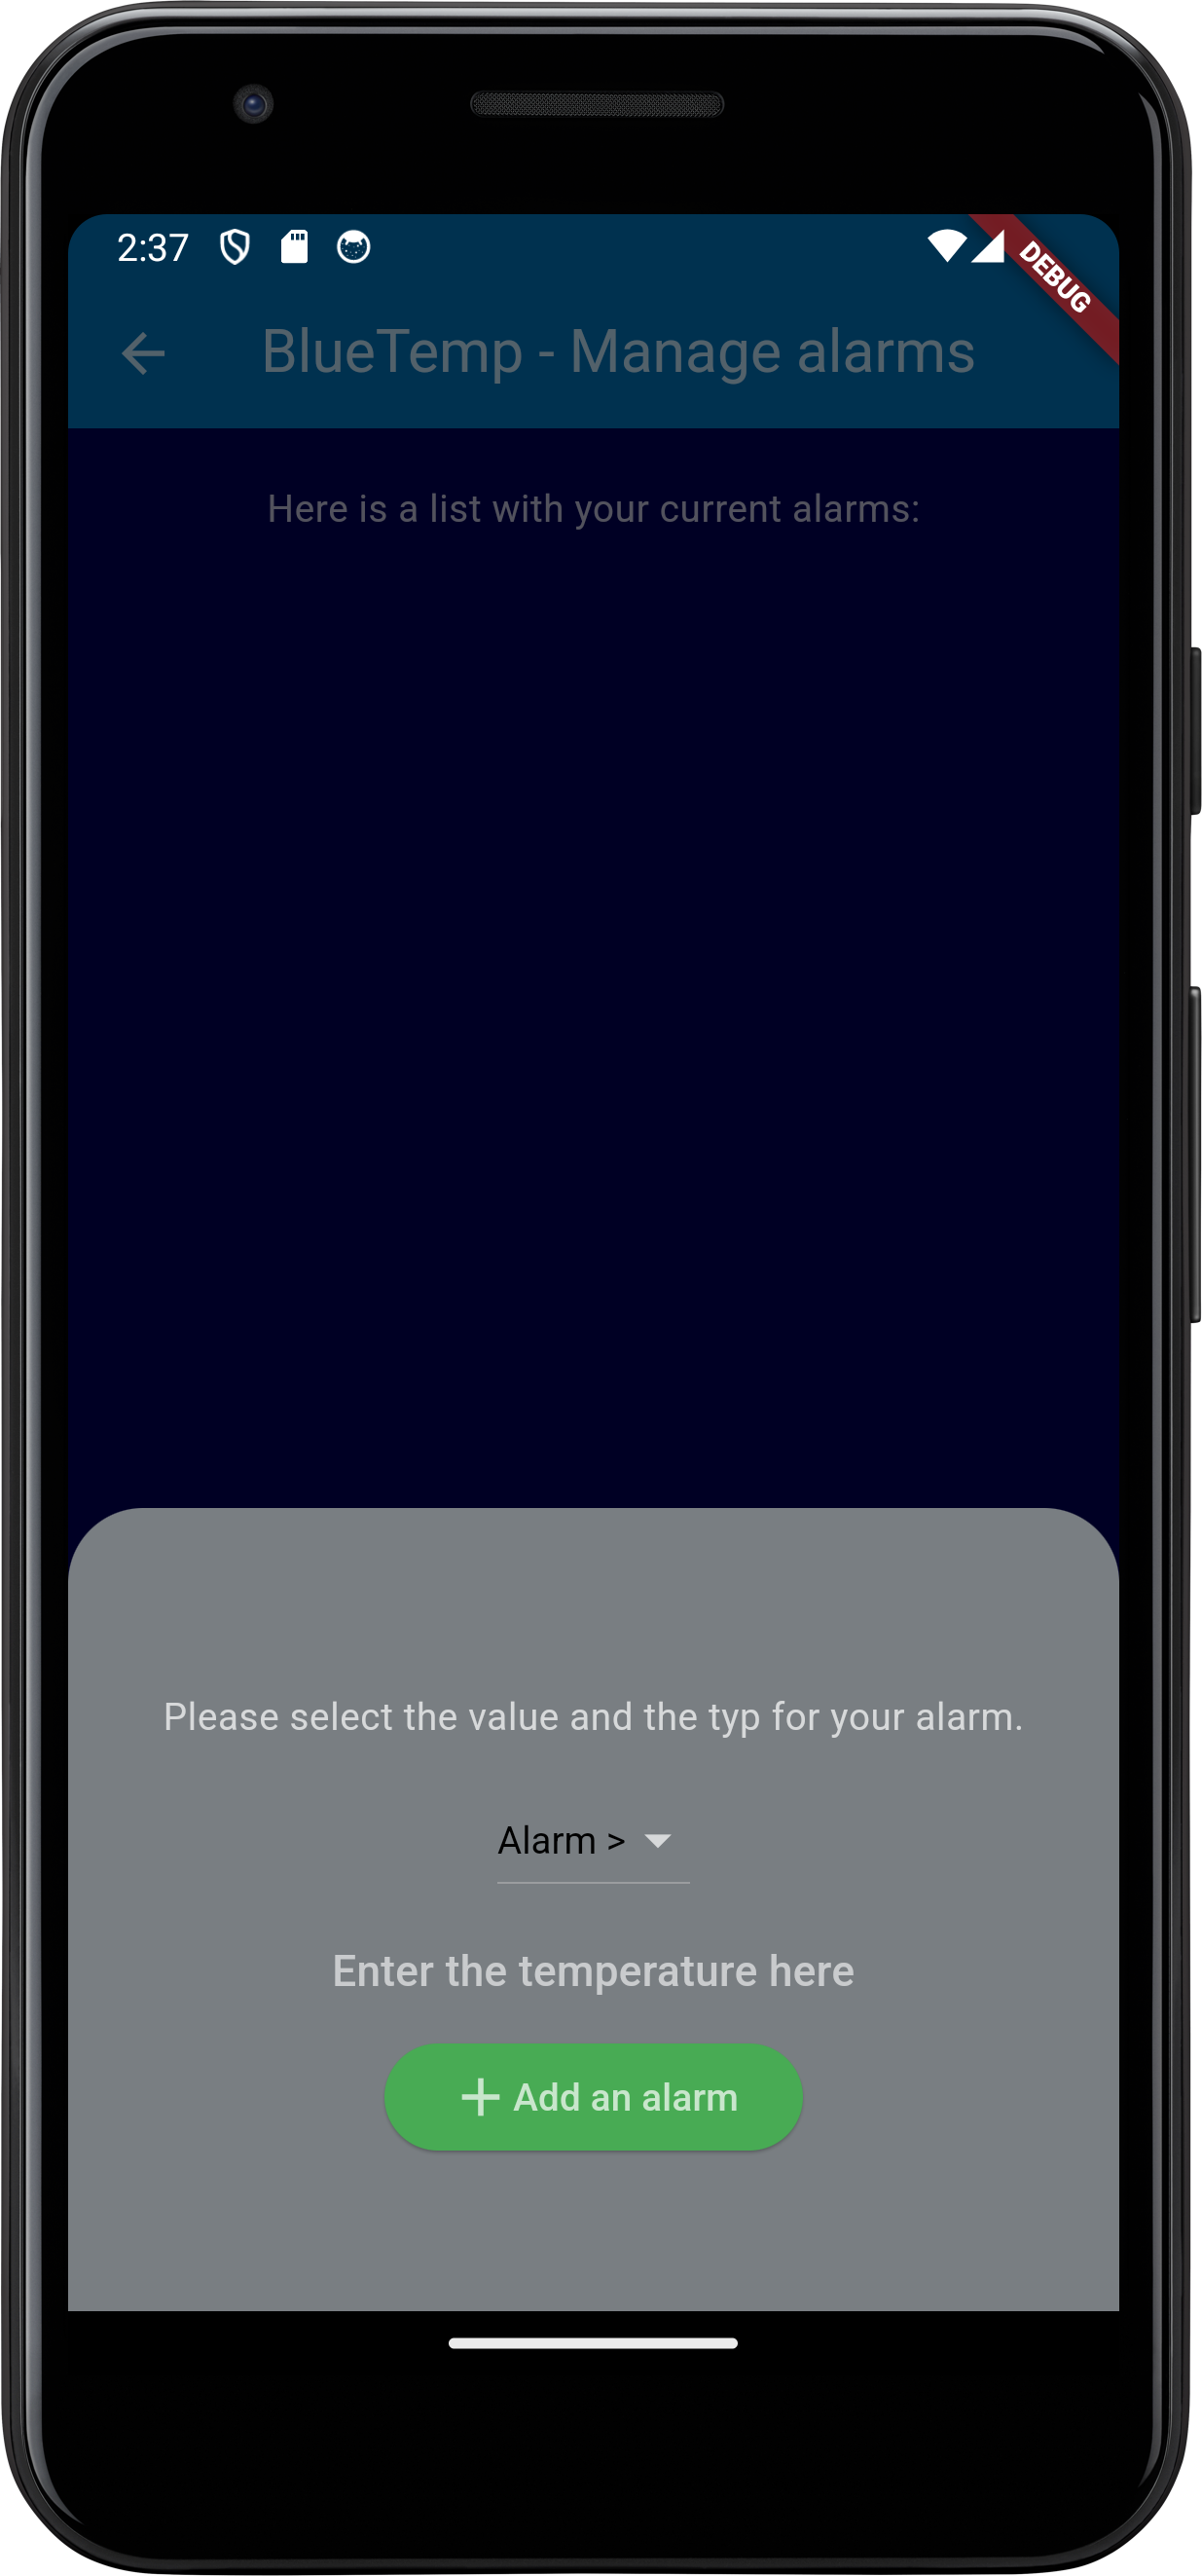 2:37
DEBUG
BlueTemp - Manage alarms
Here is a list with your current alarms:
Please select the value and the typ for your alarm.
Alarm >
Enter the temperature here
Add an alarm